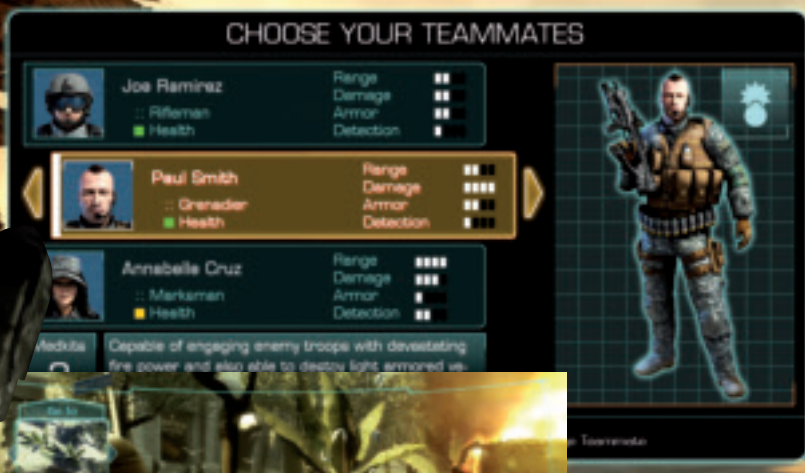 CHOOSE YOUR TEAMMATES
Joe Ramirez
:: Rifleman
Health
Range
Damage
Armor
Detection
Paul Smith
:: Grenadier
Health
Range
Damage
Armor
Detection
Annabelle Cruz
:: Marksman
Health
Range
Damage
Armor
Detection
Medkits
Capable of engaging enemy troops with devastating
fire power and also able to destroy light armored ve-
Teammate
Go to